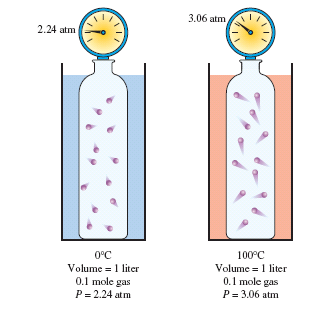 2.24 atm
3.06 atm
0°C
Volume = 1 liter
0.1 mole gas
P = 2.24 atm
100°C
Volume = 1 liter
0.1 mole gas
P = 3.06 atm